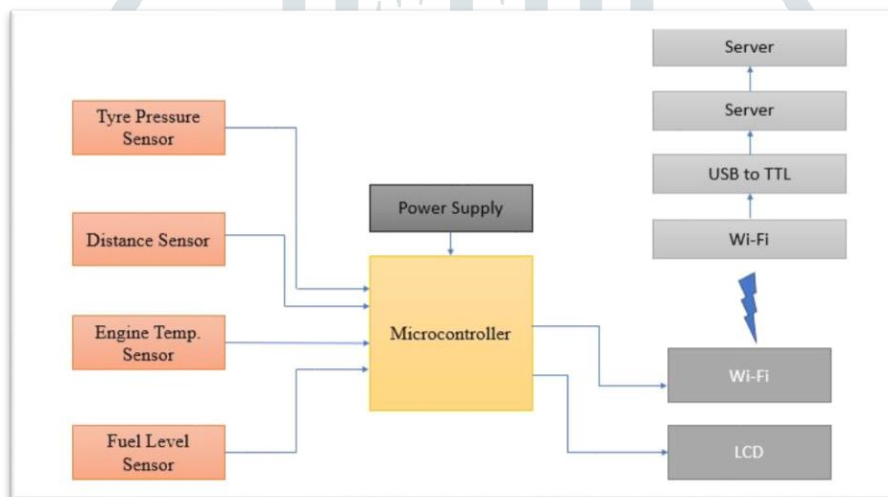 Tyre Pressure
Sensor
Distance Sensor
Engine Temp.
Sensor
Fuel Level
Sensor
Power Supply
Microcontroller
Server
Server
USB to TTL
Wi-Fi
Wi-Fi
LCD